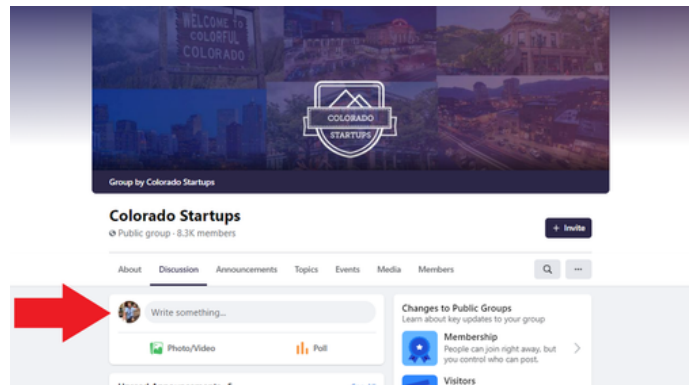 WELCOME TO
COLORFUL
COLORADO
COLORADO
STARTUPS
Group by Colorado Startups
Colorado Startups
Public group · 8.3K members
+ Invite
About Discussion Announcements Topics Events Media Members
Write something...
Photo/Video Poll
Changes to Public Groups
Learn about key updates to your group
Membership
People can join right away, but
you control who can post.
Visitors